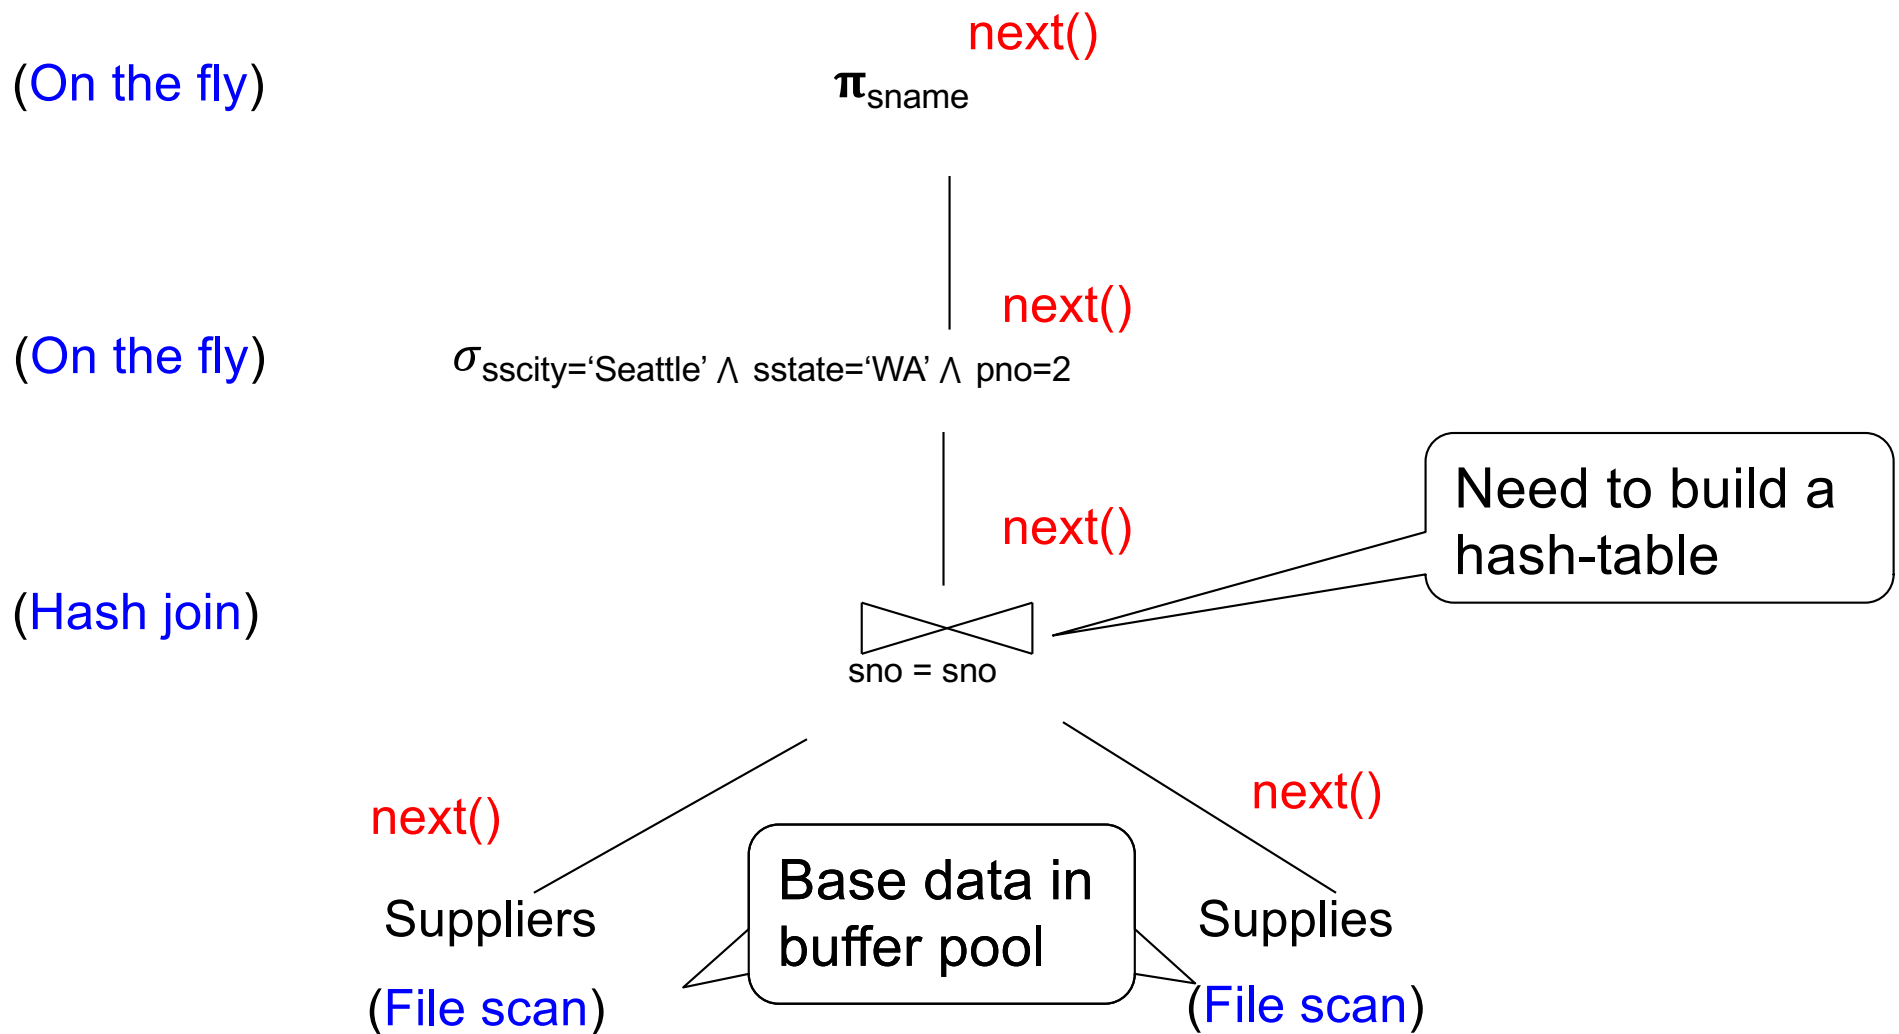 next()
(On the fly)
πsname
next()
(On the fly)
σsscity=‘Seattle’ ∧ sstate=‘WA’ ∧ pno=2
Need to build a
hash-table
next()
(Hash join)
sno = sno
next()
next()
Base data in
buffer pool
Suppliers
Supplies
(File scan)
(File scan)